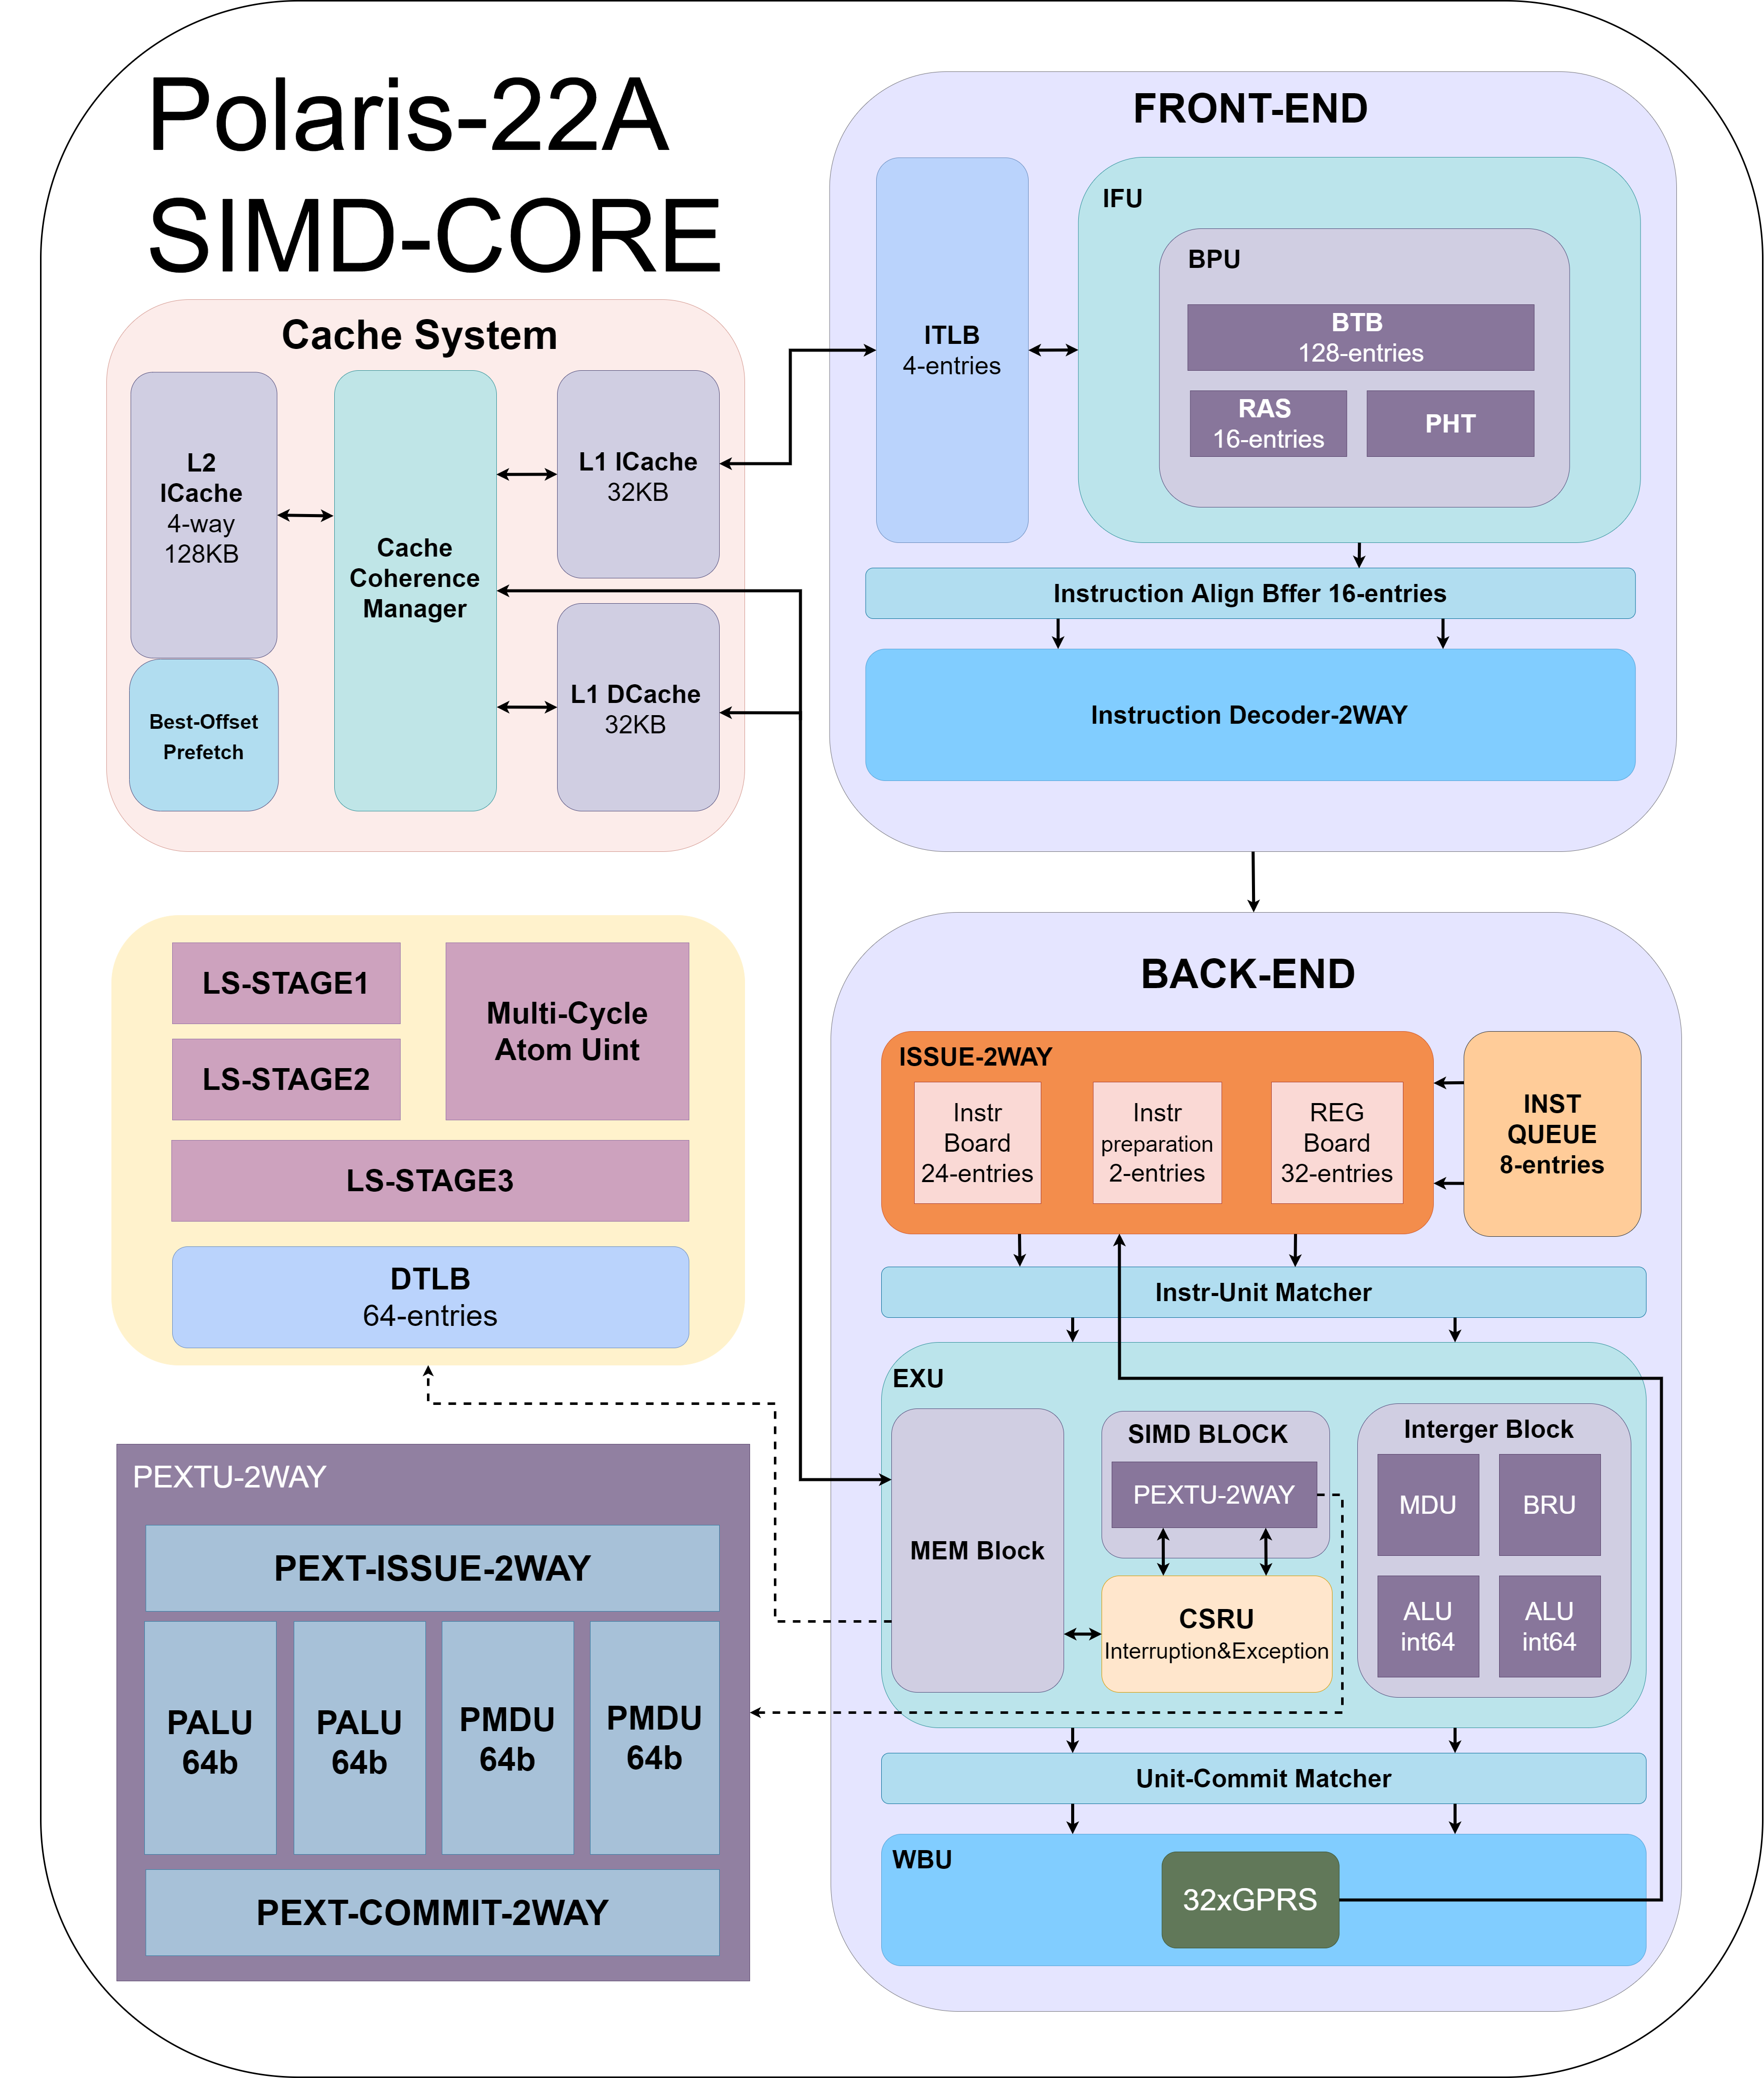 Polaris-22A
SIMD-CORE
Cache System
L2
ICache
4-way
128KB
Best-Offset
Prefetch
Cache
Coherence
Manager
L1 ICache
32KB
L1 DCache
32KB
FRONT-END
ITLB
4-entries
IFU
BPU
BTB
128-entries
RAS
16-entries
PHT
Instruction Align Bffer 16-entries
Instruction Decoder-2WAY
LS-STAGE1
LS-STAGE2
Multi-Cycle
Atom Uint
LS-STAGE3
DTLB
64-entries
BACK-END
ISSUE-2WAY
Instr
Board
24-entries
Instr
preparation
2-entries
REG
Board
32-entries
INST
QUEUE
8-entries
Instr-Unit Matcher
EXU
MEM Block
SIMD BLOCK
PEXTU-2WAY
CSRU
Interruption&Exception
Interger Block
MDU
BRU
ALU
int64
ALU
int64
Unit-Commit Matcher
WBU
32xGPRS
PEXTU-2WAY
PEXT-ISSUE-2WAY
PALU
64b
PALU
64b
PMDU
64b
PMDU
64b
PEXT-COMMIT-2WAY